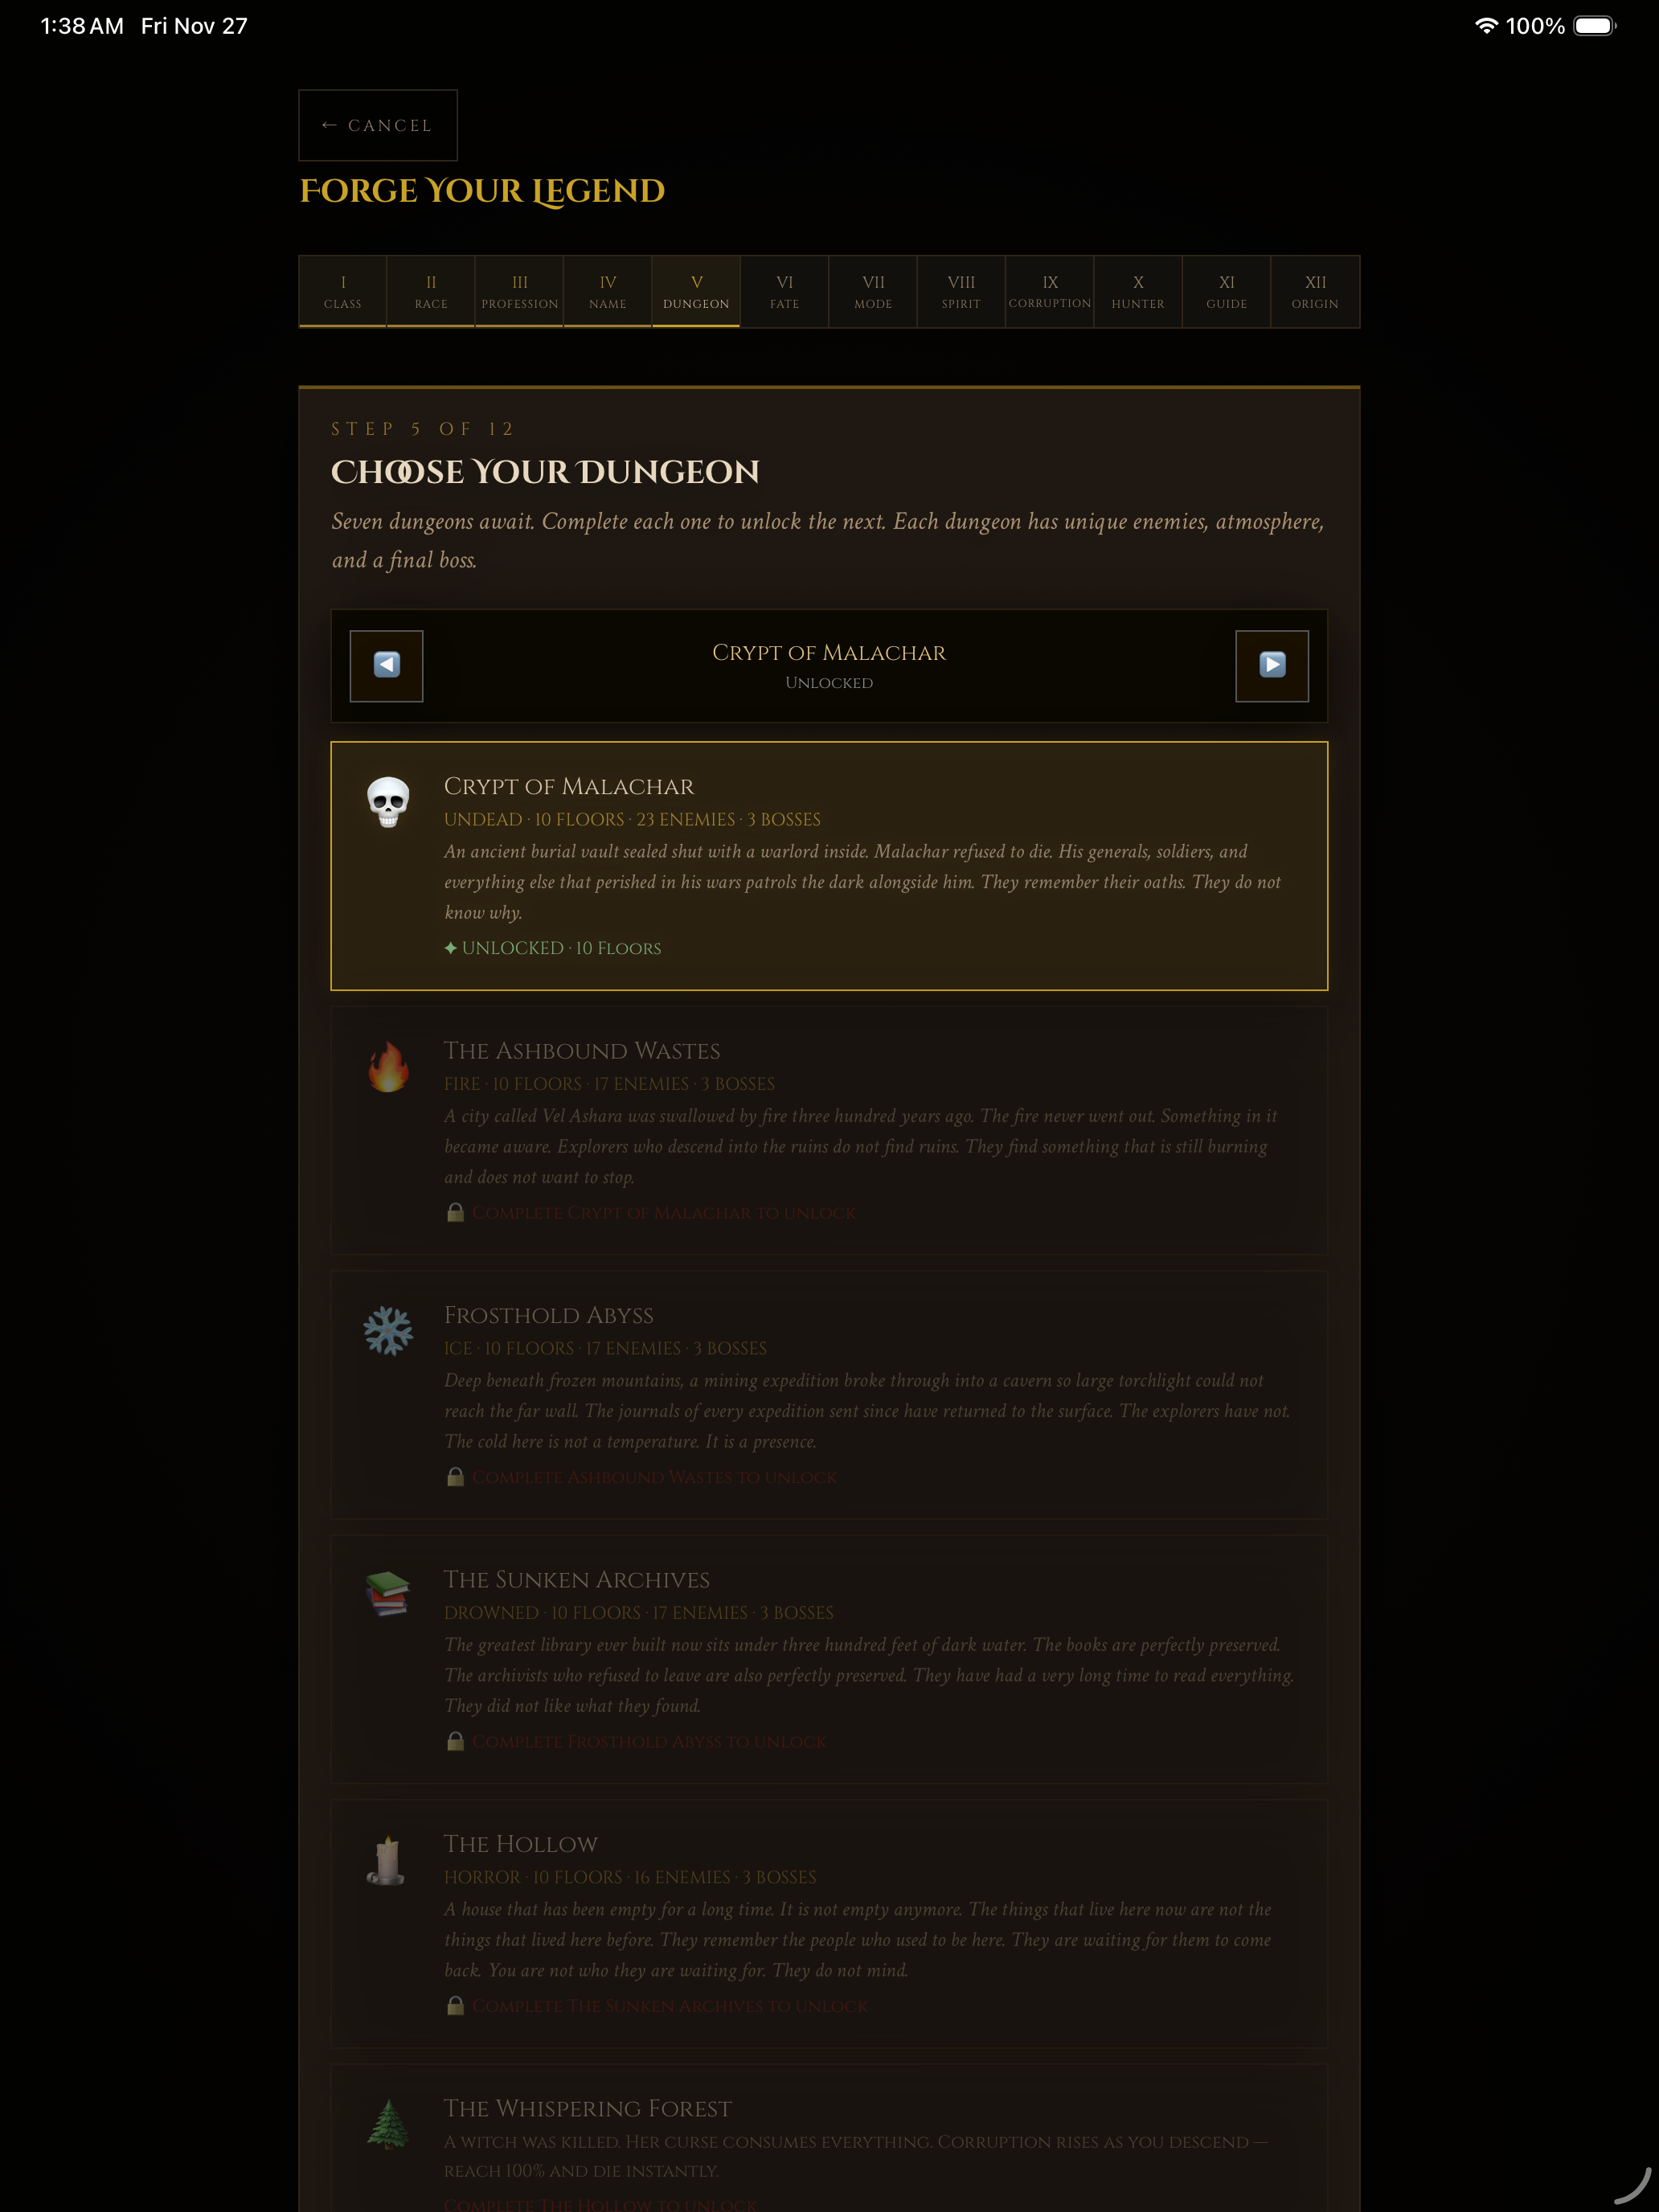 1:38 AM Fri Nov 27
100%
← CANCEL
Forge Your Legend
I
CLASS
II
RACE
III
PROFESSION
IV
NAME
V
DUNGEON
VI
FATE
VII
MODE
VIII
SPIRIT
IX
CORRUPTION
X
HUNTER
XI
GUIDE
XII
ORIGIN
STEP 5 OF 12
Choose Your Dungeon
Seven dungeons await. Complete each one to unlock the next. Each dungeon has unique enemies, atmosphere,
and a final boss.
Crypt of Malachar
Unlocked
Crypt of Malachar
UNDEAD · 10 FLOORS · 23 ENEMIES · 3 BOSSES
An ancient burial vault sealed shut with a warlord inside. Malachar refused to die. His generals, soldiers, and
everything else that perished in his wars patrols the dark alongside him. They remember their oaths. They do not
know why.
✦ UNLOCKED · 10 Floors
The Ashbound Wastes
FIRE · 10 FLOORS · 17 ENEMIES · 3 BOSSES
A city called Vel Ashara was swallowed by fire three hundred years ago. The fire never went out. Something in it
became aware. Explorers who descend into the ruins do not find ruins. They find something that is still burning
and does not want to stop.
🔒 Complete Crypt of Malachar to unlock
Frosthold Abyss
ICE · 10 FLOORS · 17 ENEMIES · 3 BOSSES
Deep beneath frozen mountains, a mining expedition broke through into a cavern so large torchlight could not
reach the far wall. The journals of every expedition sent since have returned to the surface. The explorers have not.
The cold here is not a temperature. It is a presence.
🔒 Complete Ashbound Wastes to unlock
The Sunken Archives
DROWNED · 10 FLOORS · 17 ENEMIES · 3 BOSSES
The greatest library ever built now sits under three hundred feet of dark water. The books are perfectly preserved.
The archivists who refused to leave are also perfectly preserved. They have had a very long time to read everything.
They did not like what they found.
🔒 Complete Frosthold Abyss to unlock
The Hollow
HORROR · 10 FLOORS · 16 ENEMIES · 3 BOSSES
A house that has been empty for a long time. It is not empty anymore. The things that live here now are not the
things that lived here before. They remember the people who used to be here. They are waiting for them to come
back. You are not who they are waiting for. They do not mind.
🔒 Complete The Sunken Archives to unlock
The Whispering Forest
A witch was killed. Her curse consumes everything. Corruption rises as you descend —
reach 100% and die instantly.
Complete The Hollow to unlock